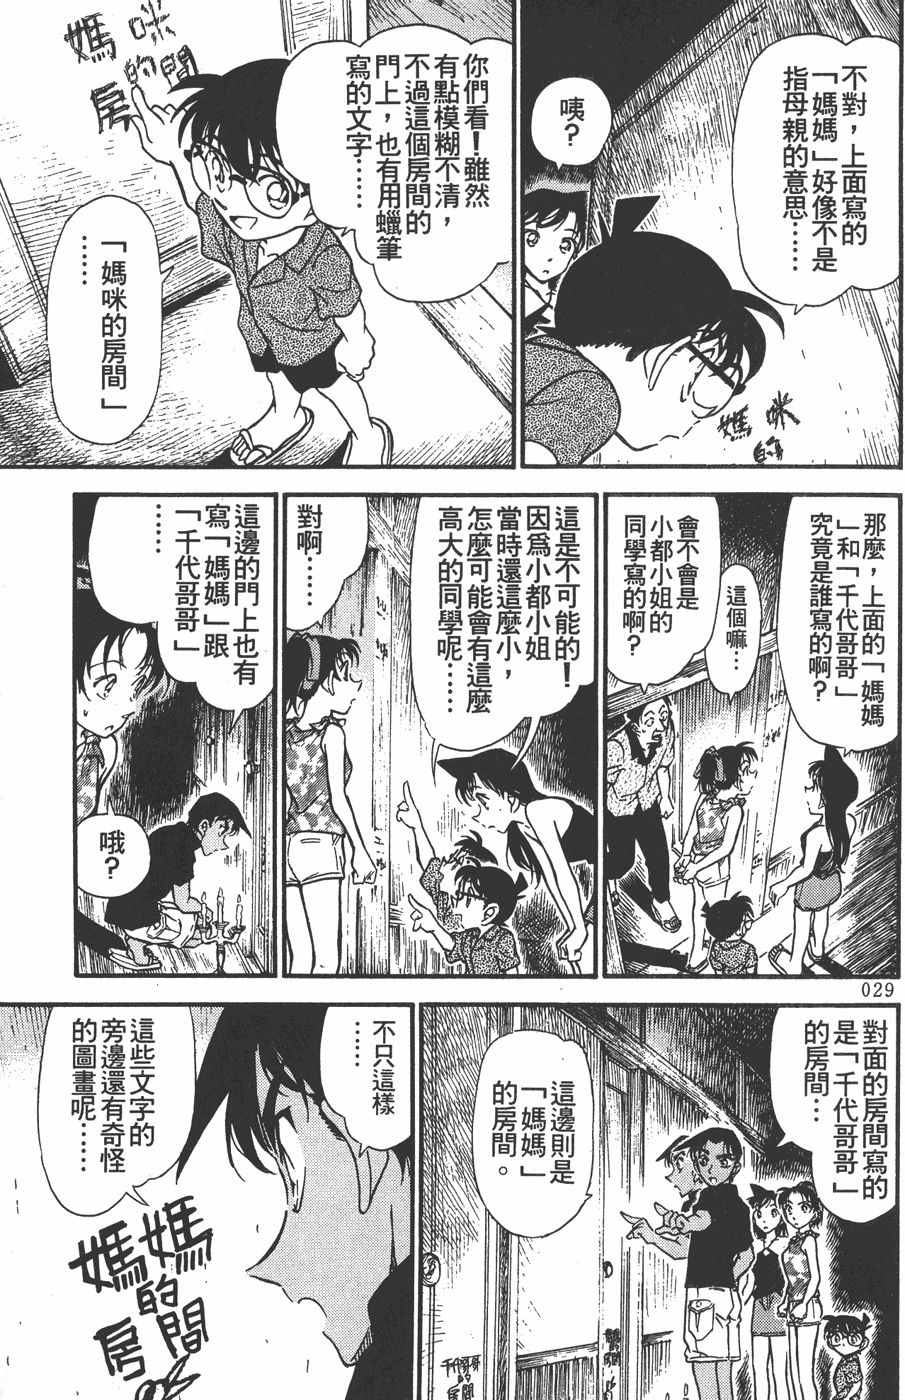 不對，上面寫的
「媽媽」好像不是
指母親的意思……
咦？
媽咪
的房
你們看！雖然
有點模糊不清，
不過這個房間的
門上，也有用蠟筆
寫的文字……
媽咪
的房間
「媽咪的房間」
……
那麼，上面的「媽媽
」和「千代哥哥」
究竟是誰寫的啊？
會不會是
小都小姐的
同學寫的啊？
這個嘛…
這是不可能的！
因為小都小姐
當時還這麼小，
怎麼可能會有這麼
高大的同學呢……
對啊……
這邊的門上也有
寫「媽媽」跟
「千代哥哥」
……
哦？
029
對面的房間寫的
是「千代哥哥」
的房間…
這邊則是
「媽媽」
的房間。
千代哥哥
的
房間
不只這樣
……
這些文字的
旁邊還有奇怪
的圖畫呢……
媽媽
的
房間